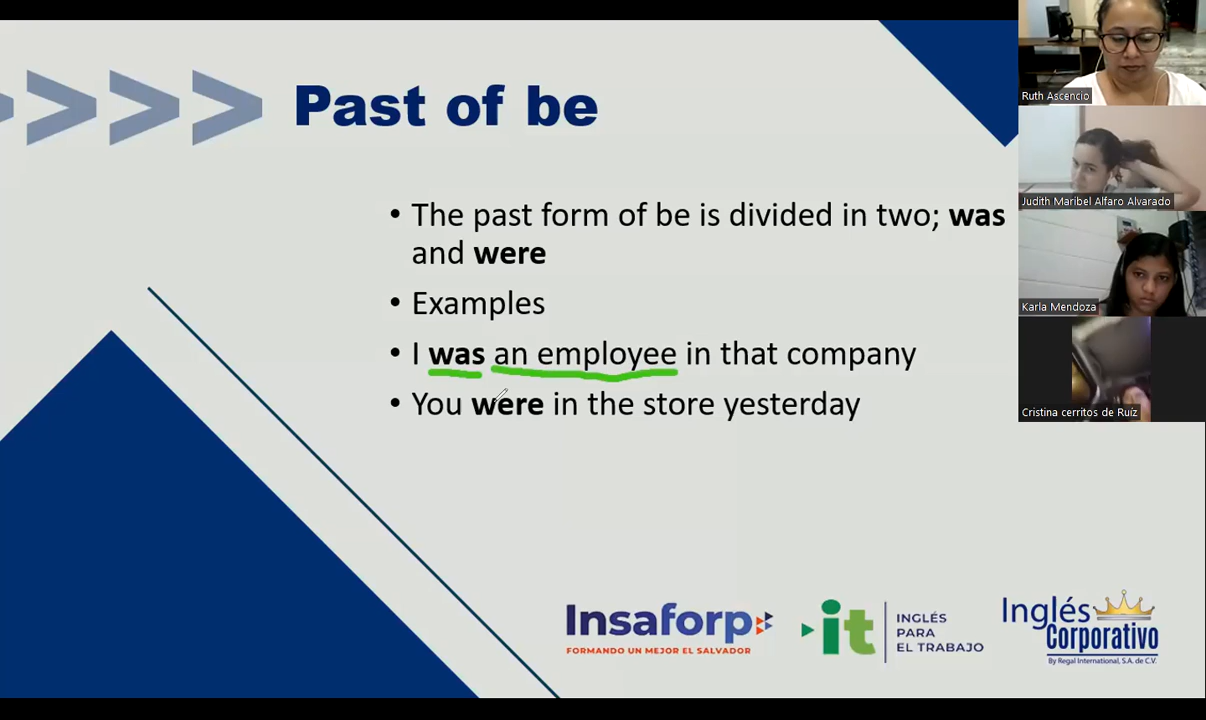 Past of be
• The past form of be is divided in two; was
and were
• Examples
• I was an employee in that company
• You were in the store yesterday
Ruth Ascencio
Judith Maribel Alfaro Alvarado
Karla Mendoza
Cristina cerritos de Ruíz
Insaforp
FORMANDO UN MEJOR EL SALVADOR
it
INGLÉS
PARA
EL TRABAJO
Inglés
Corporativo
By Regal International, S.A. de C.V.